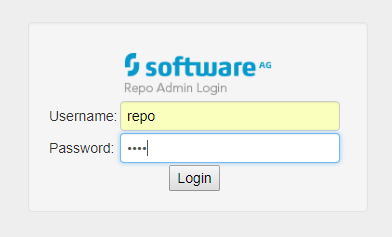 software AG
Repo Admin Login
Username: repo
Password: ••••
Login